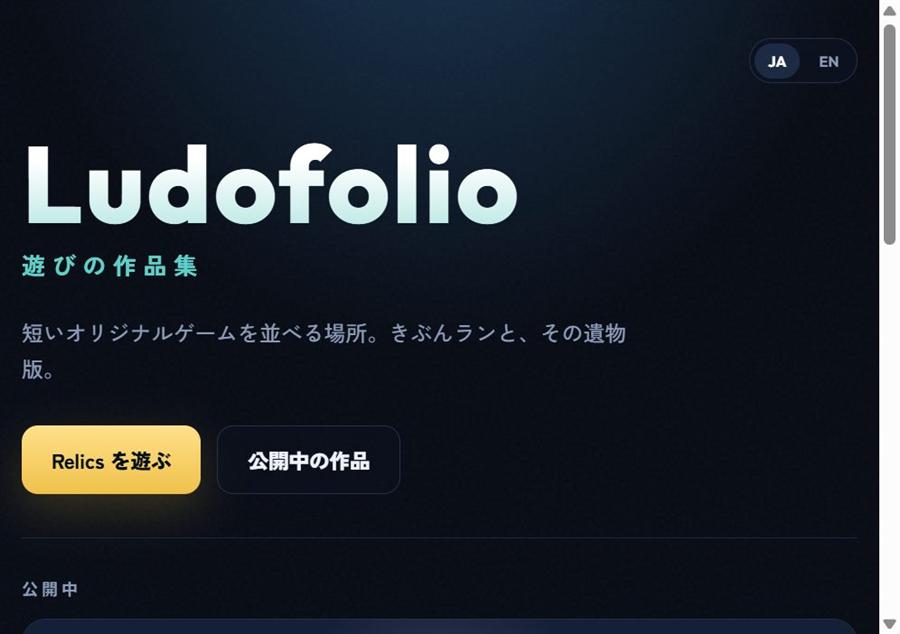 JA EN
Ludofolio
遊びの作品集
短いオリジナルゲームを並べる場所。きぶんランと、その遺物
版。
Relics を遊ぶ 公開中の作品
公開中